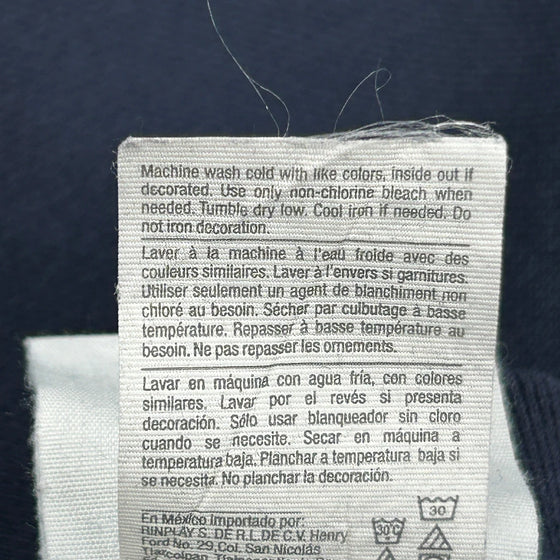 Machine wash cold with like colors, inside out if
decorated. Use only non-chlorine bleach when
needed. Tumble dry low. Cool iron if needed. Do
not iron decoration.
Laver à la machine à l'eau froide avec des
couleurs similaires. Laver à l'envers si garnitures.
Utiliser seulement un agent de blanchiment non
chloré au besoin. Sécher par culbutage à basse
température. Repasser à basse température au
besoin. Ne pas repasser les ornements.
Lavar en máquina con agua fría, con colores
similares. Lavar por el revés si presenta
decoración. Sólo usar blanqueador sin cloro
cuando se necesite. Secar en máquina a
temperatura baja. Planchar a temperatura baja si
se necesita. No planchar la decoración.
En México importado por:
RINPLAY S. DE R.L. DE C.V. Henry
Ford No. 29, Col. San Nicolás
30
30°